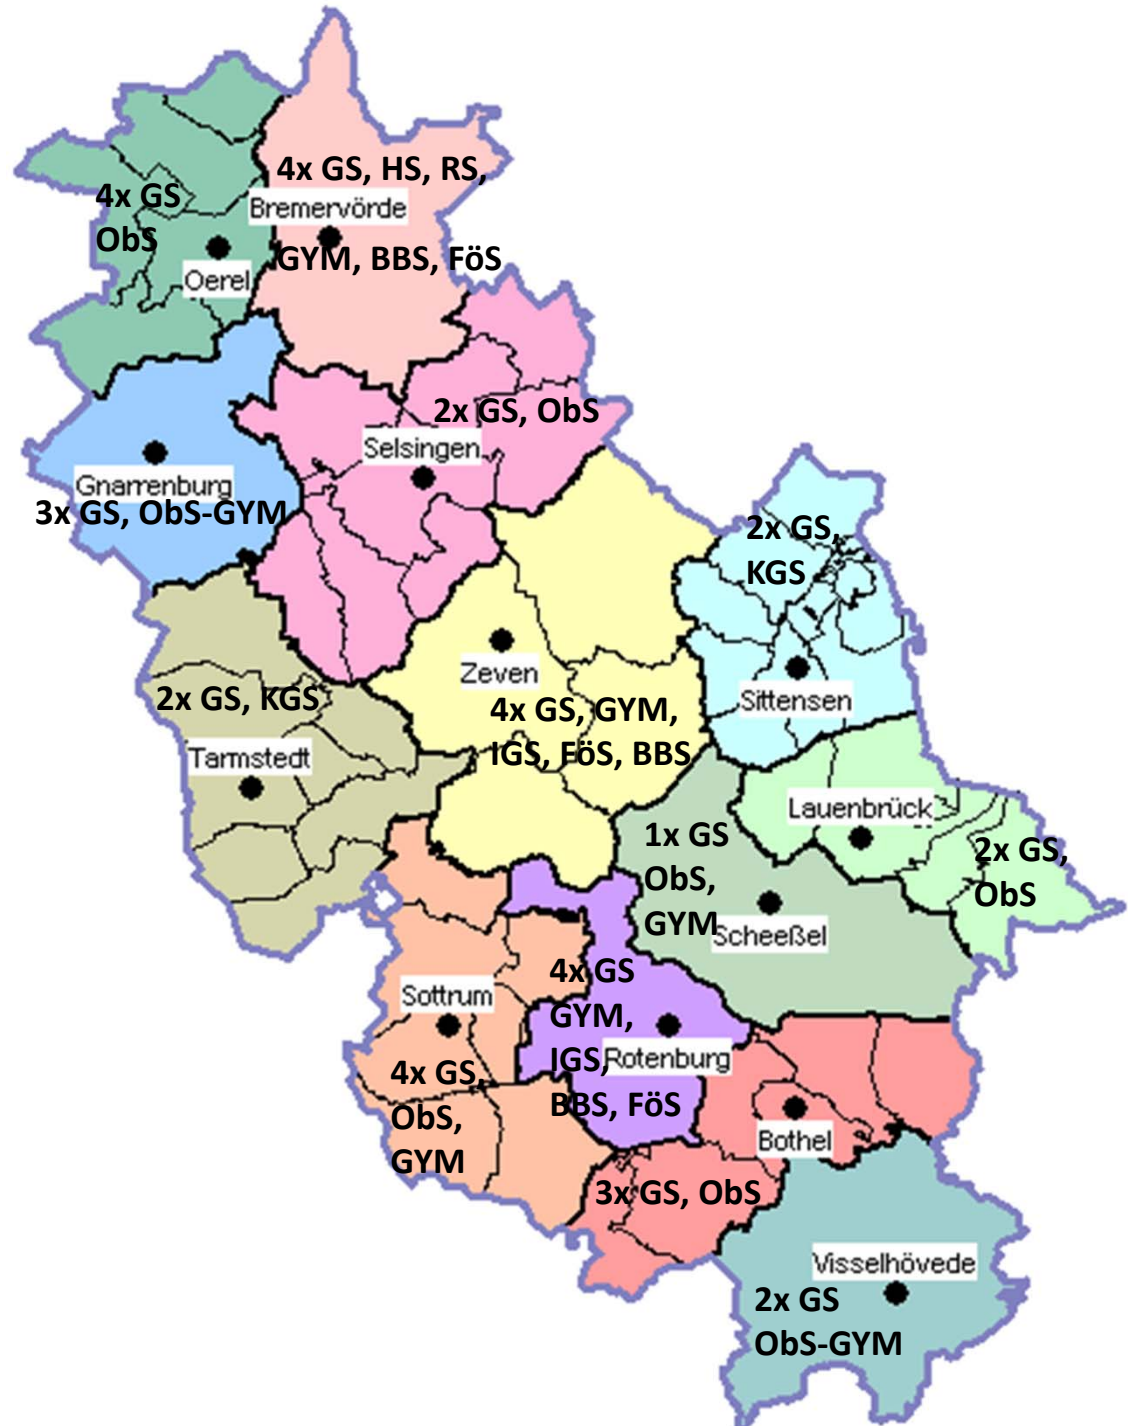 4x GS, HS, RS,
Bremervörde
GYM, BBS, FöS
4x GS
ObS
Oerel
2x GS, ObS
Selsingen
Gnarrenburg
3x GS, ObS-GYM
2x GS,
KGS
Sittensen
Zeven
4x GS, GYM,
IGS, FöS, BBS
2x GS, KGS
Tarmstedt
Lauenbrück
2x GS,
ObS
1x GS
ObS,
GYM
Scheeßel
Sottrum
4x GS,
ObS,
GYM
4x GS
GYM,
IGS,
Rotenburg
BBS, FöS
Bothel
3x GS, ObS
Visselhövede
2x GS
ObS-GYM